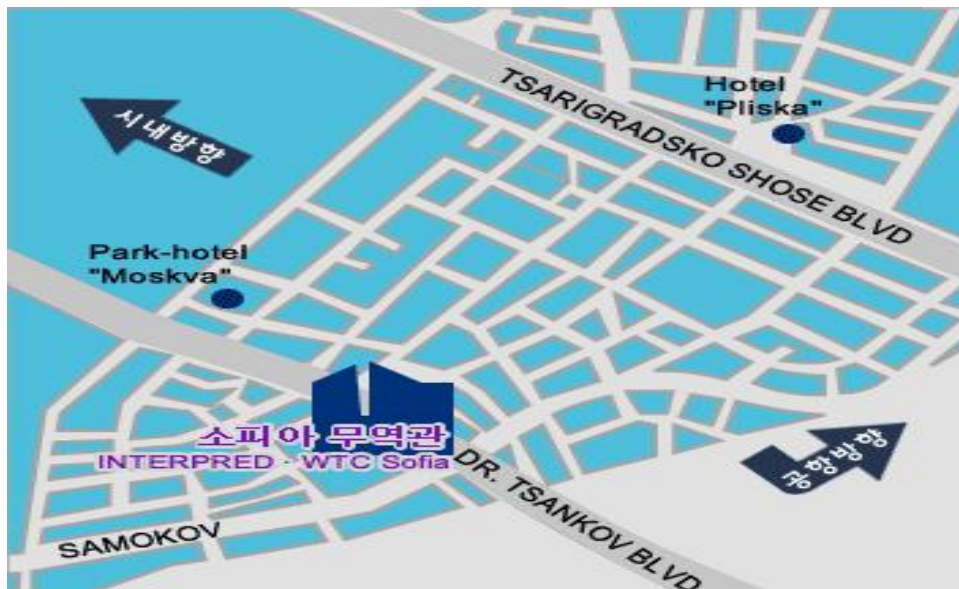 TSARIGRADSKO SHOSE BLVD
Hotel
"Pliska"
시내방향
Park-hotel
"Moskva"
소피아 무역관
INTERPRED - WTC Sofia
공항방향
DR. TSANKOV BLVD
SAMOKOV